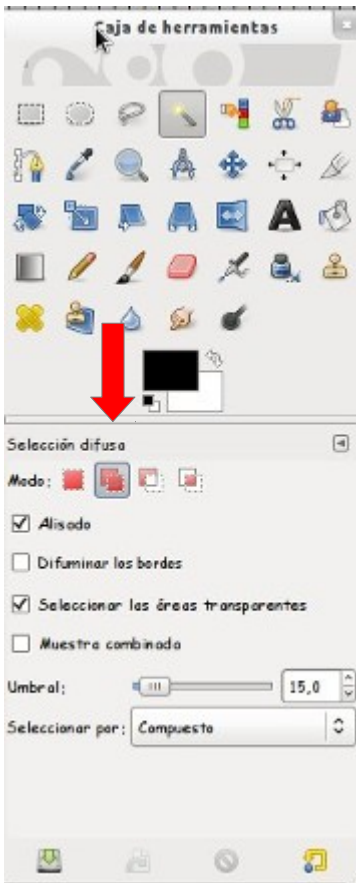 Caja de herramientas
Selección difusa
Modo:
Alisado
Difuminar los bordes
Seleccionar las áreas transparentes
Muestra combinada
Umbral: 15,0
Seleccionar por: Compuesto